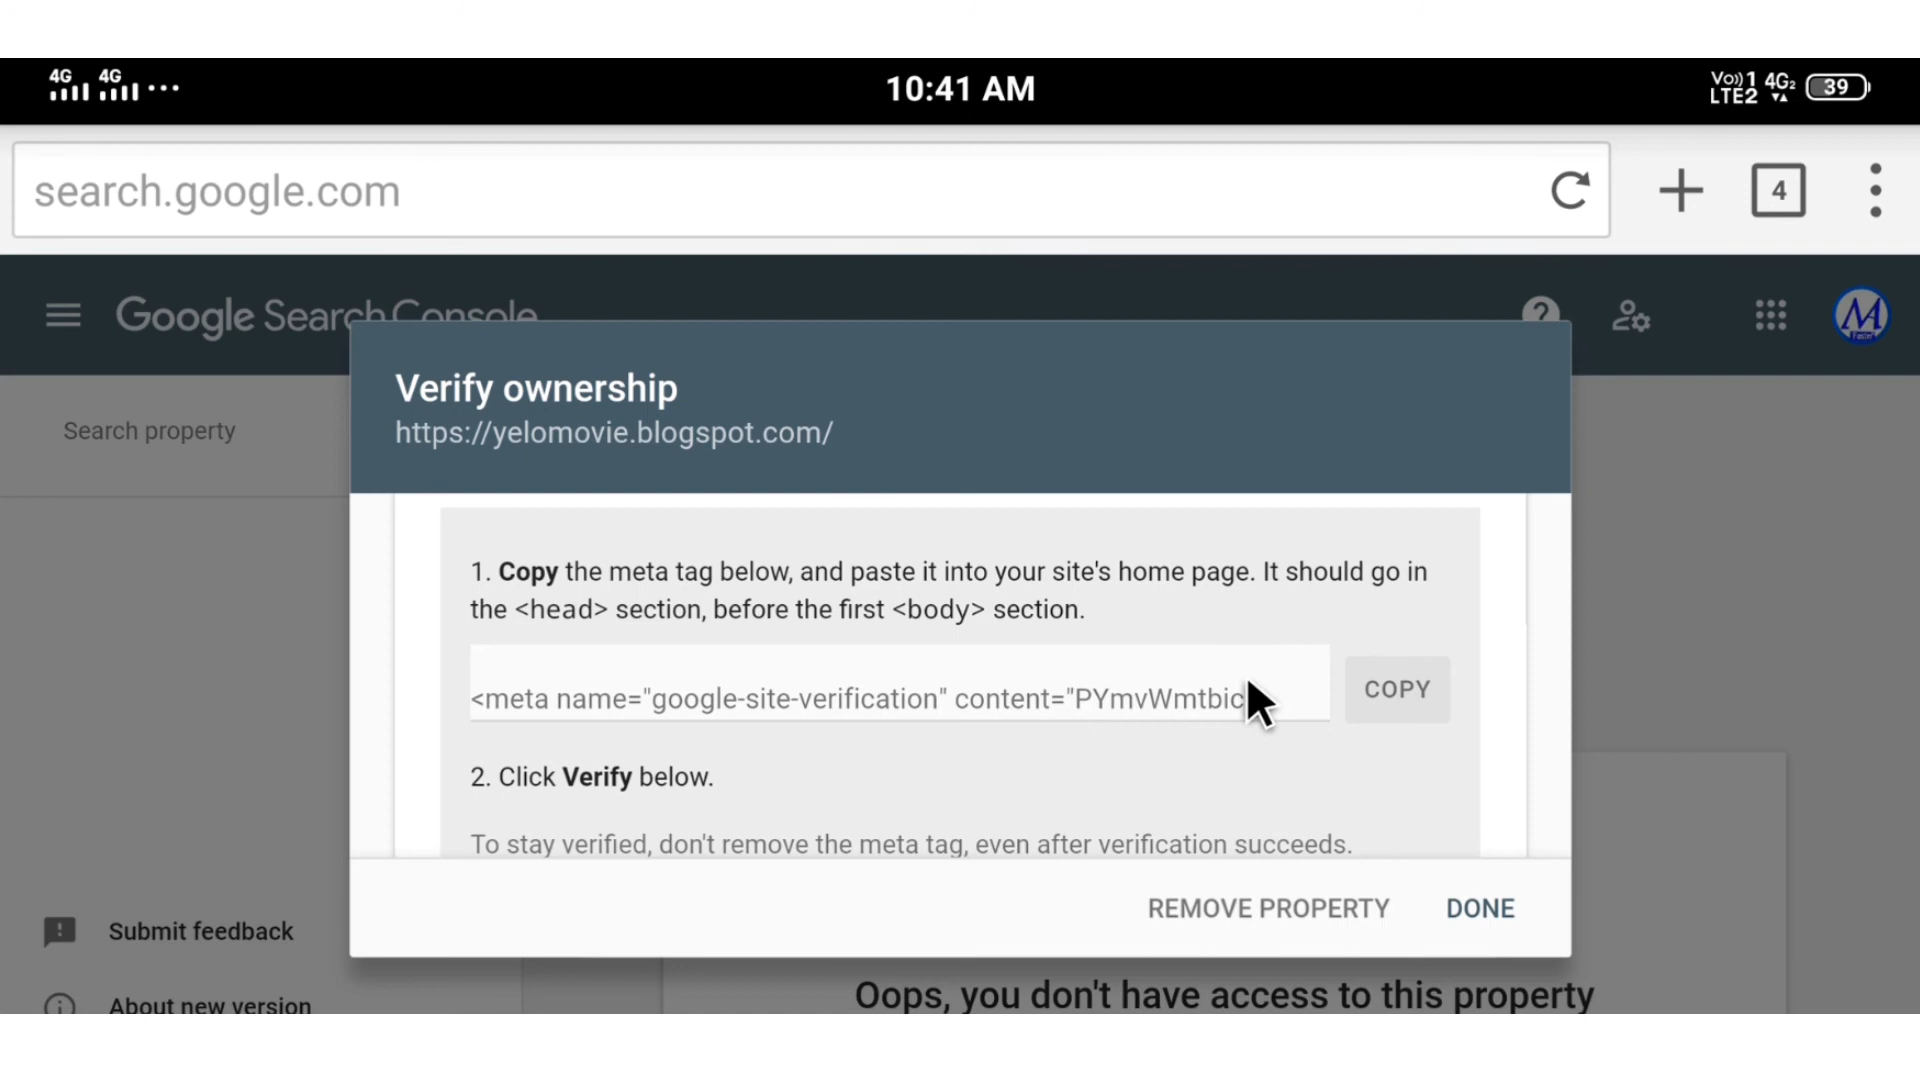 4G 4G
10:41 AM
Vo)) 1 4G2
LTE2
39
search.google.com
4
Google Search Console
?
M
Verify ownership
https://yelomovie.blogspot.com/
Search property
1. Copy the meta tag below, and paste it into your site's home page. It should go in
the <head> section, before the first <body> section.
<meta name="google-site-verification" content="PYmvWmtbic
COPY
2. Click Verify below.
To stay verified, don't remove the meta tag, even after verification succeeds.
REMOVE PROPERTY
DONE
Submit feedback
About new version
Oops, you don't have access to this property